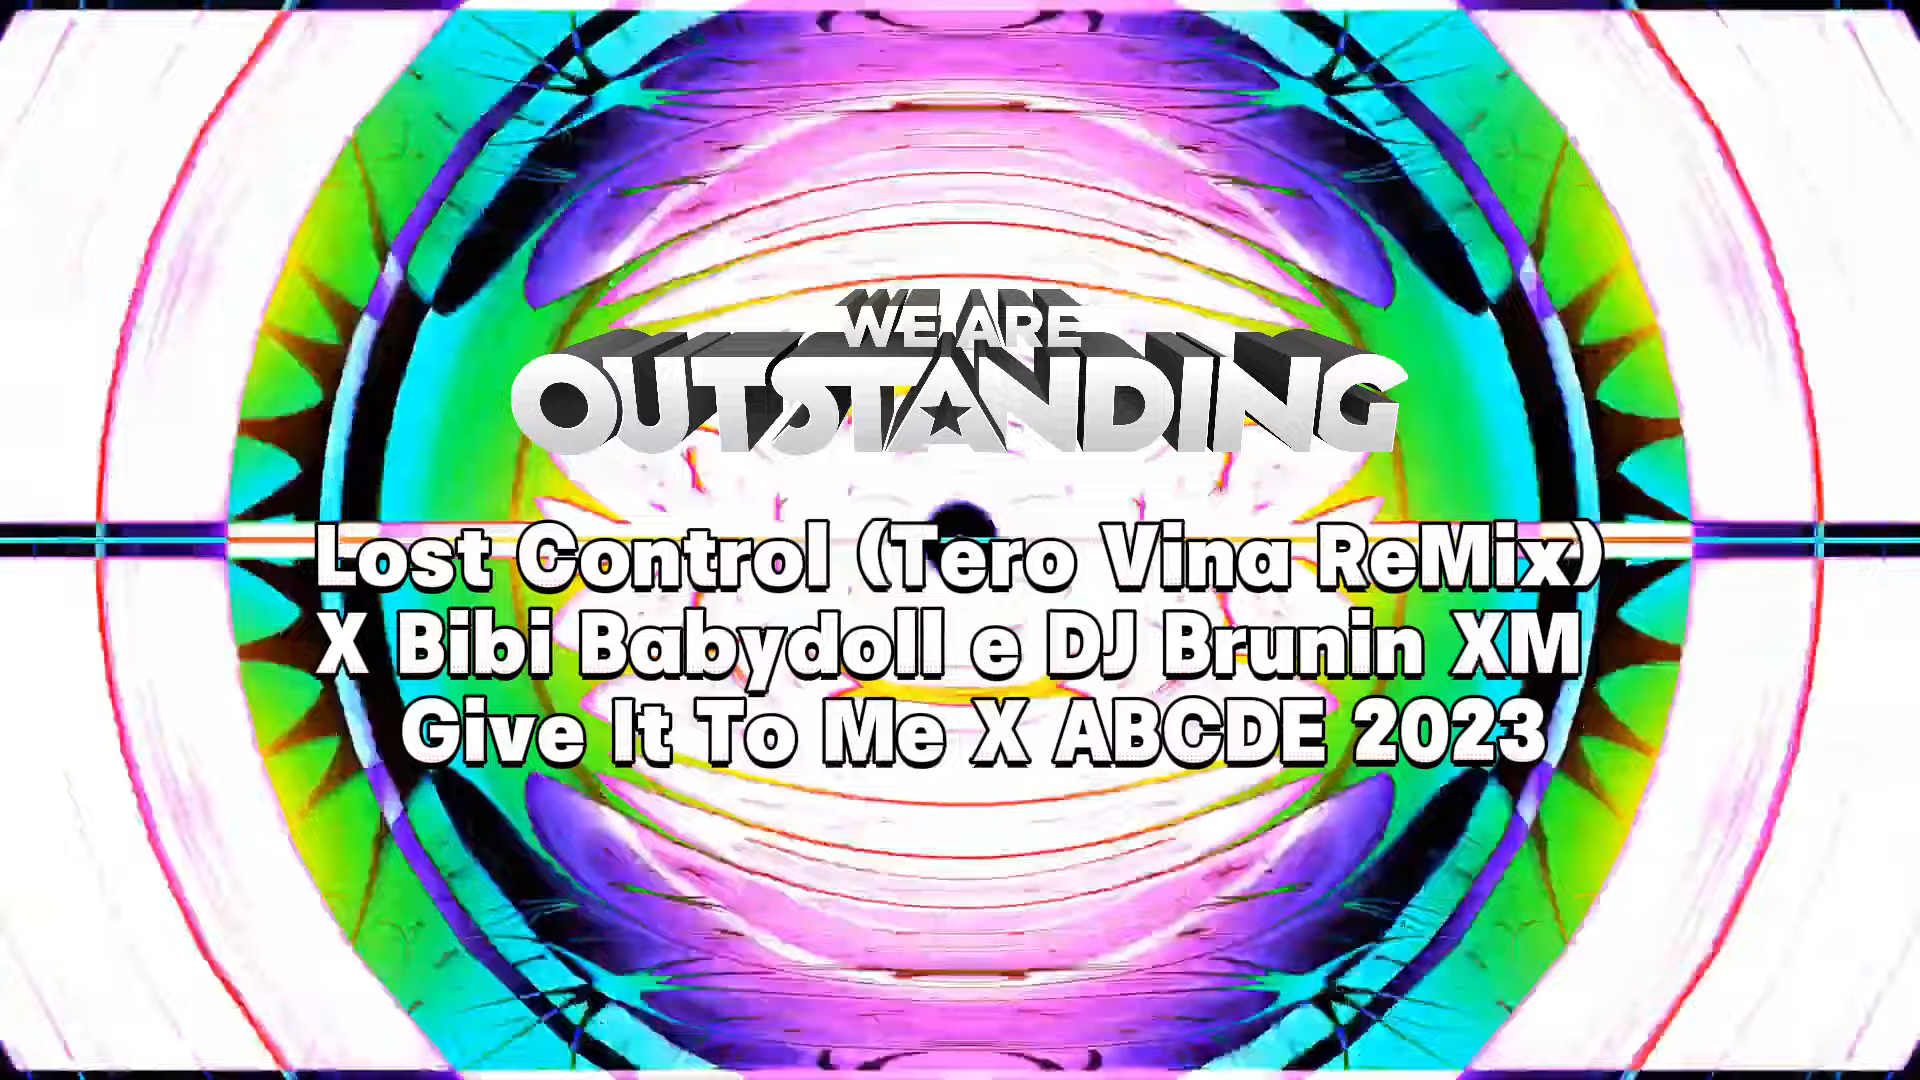 WE ARE
OUTSTANDING
Lost Control (Tero Vina ReMix)
X Bibi Babydoll e DJ Brunin XM
Give It To Me X ABCDE 2023